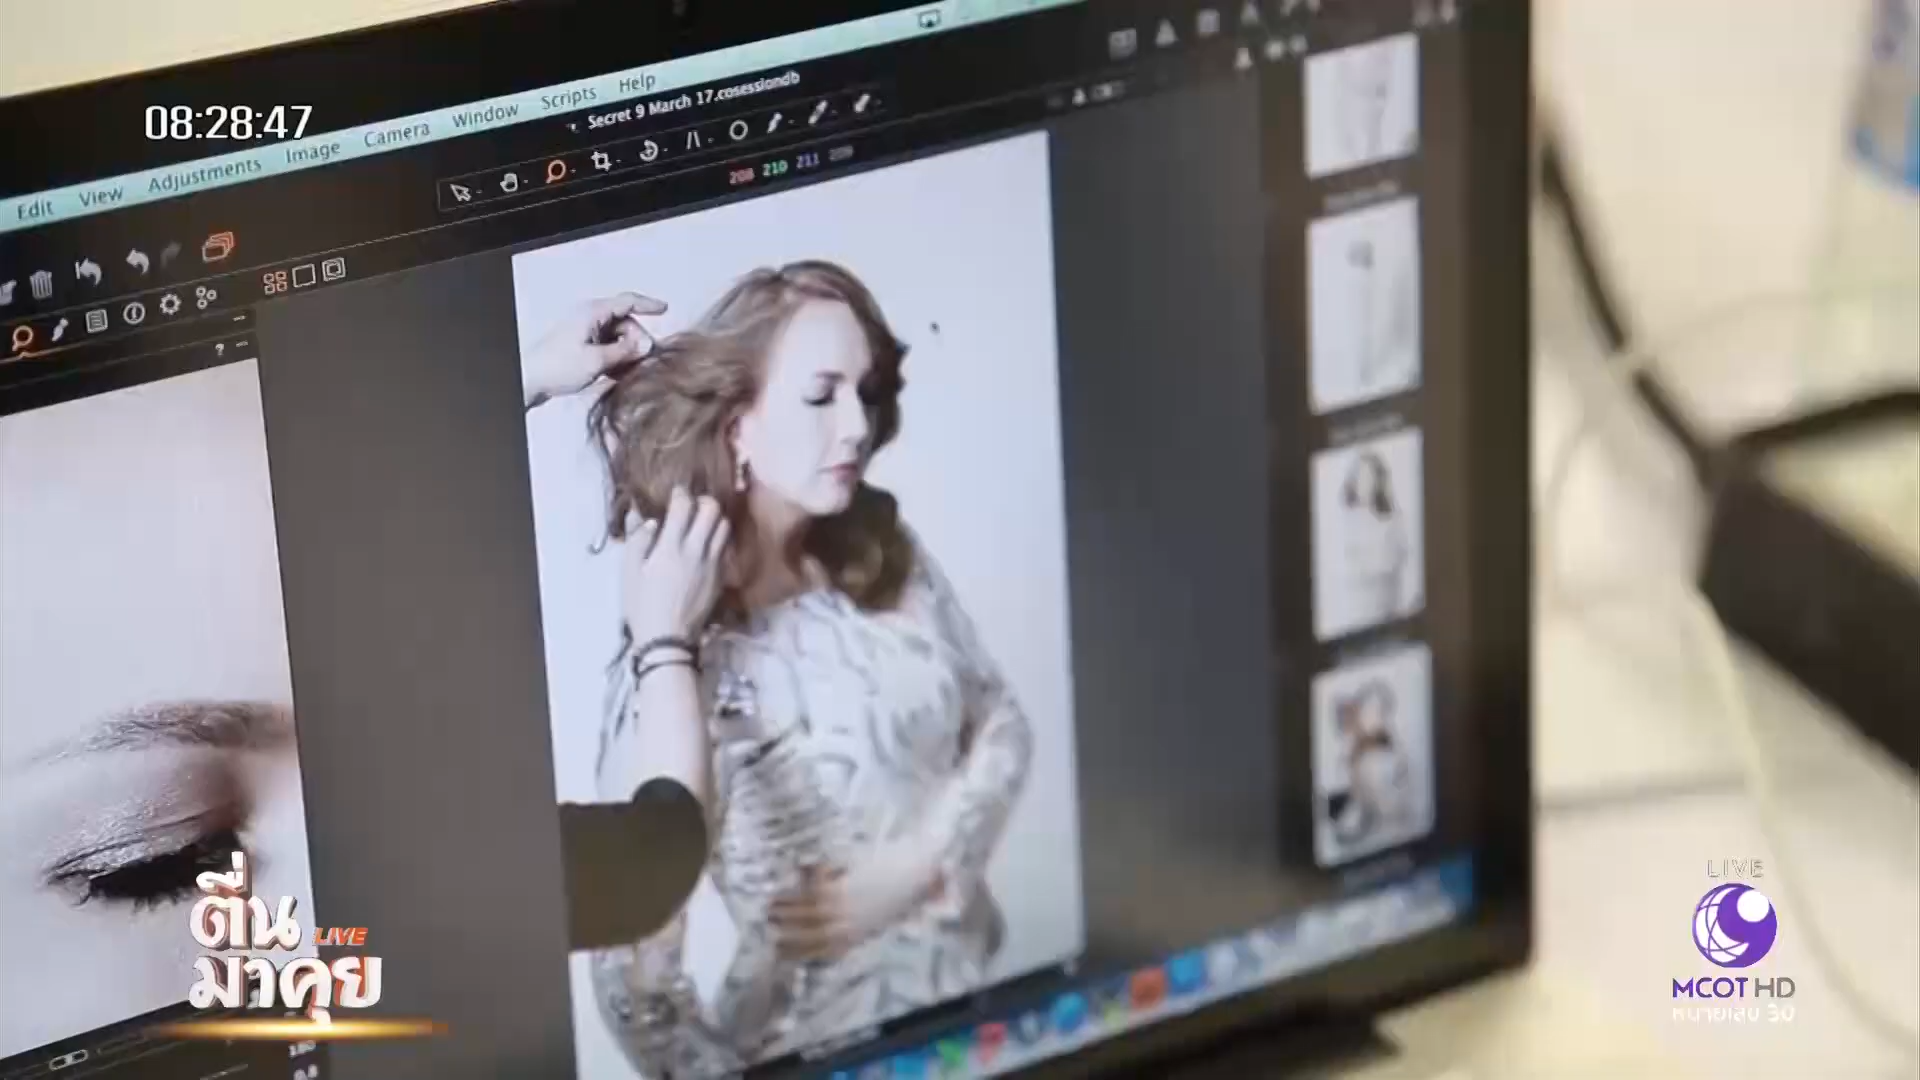 08:28:47
Edit View Adjustments Image Camera Window Scripts Help
Secret 9 March 17.cosessiondb
208 210 211 209
?
ตื่น LIVE
มาคุย
LIVE
MCOT HD
หมายเลข 30